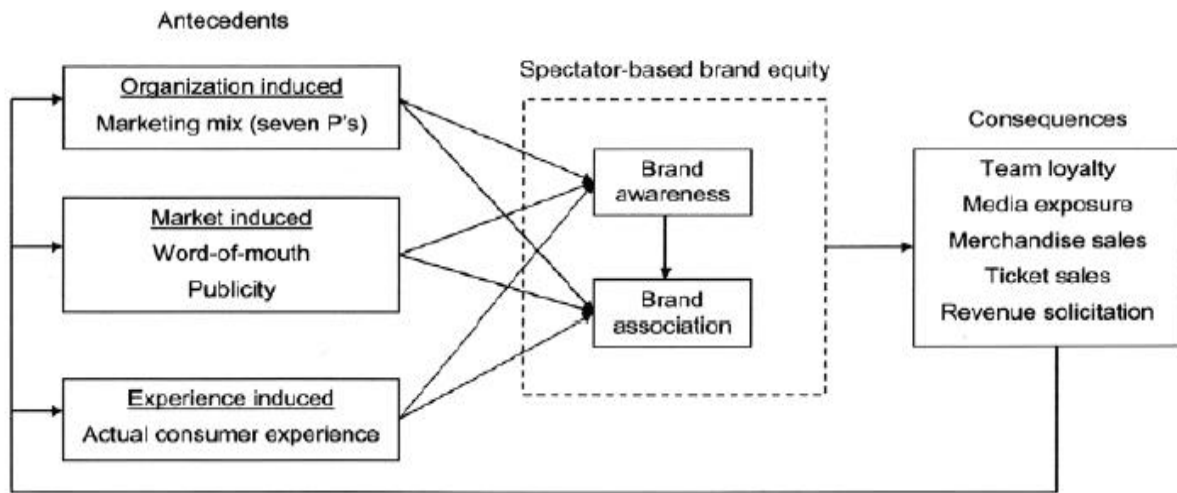 Antecedents
Organization induced
Marketing mix (seven P's)
Market induced
Word-of-mouth
Publicity
Experience induced
Actual consumer experience
Spectator-based brand equity
Brand
awareness
Brand
association
Consequences
Team loyalty
Media exposure
Merchandise sales
Ticket sales
Revenue solicitation